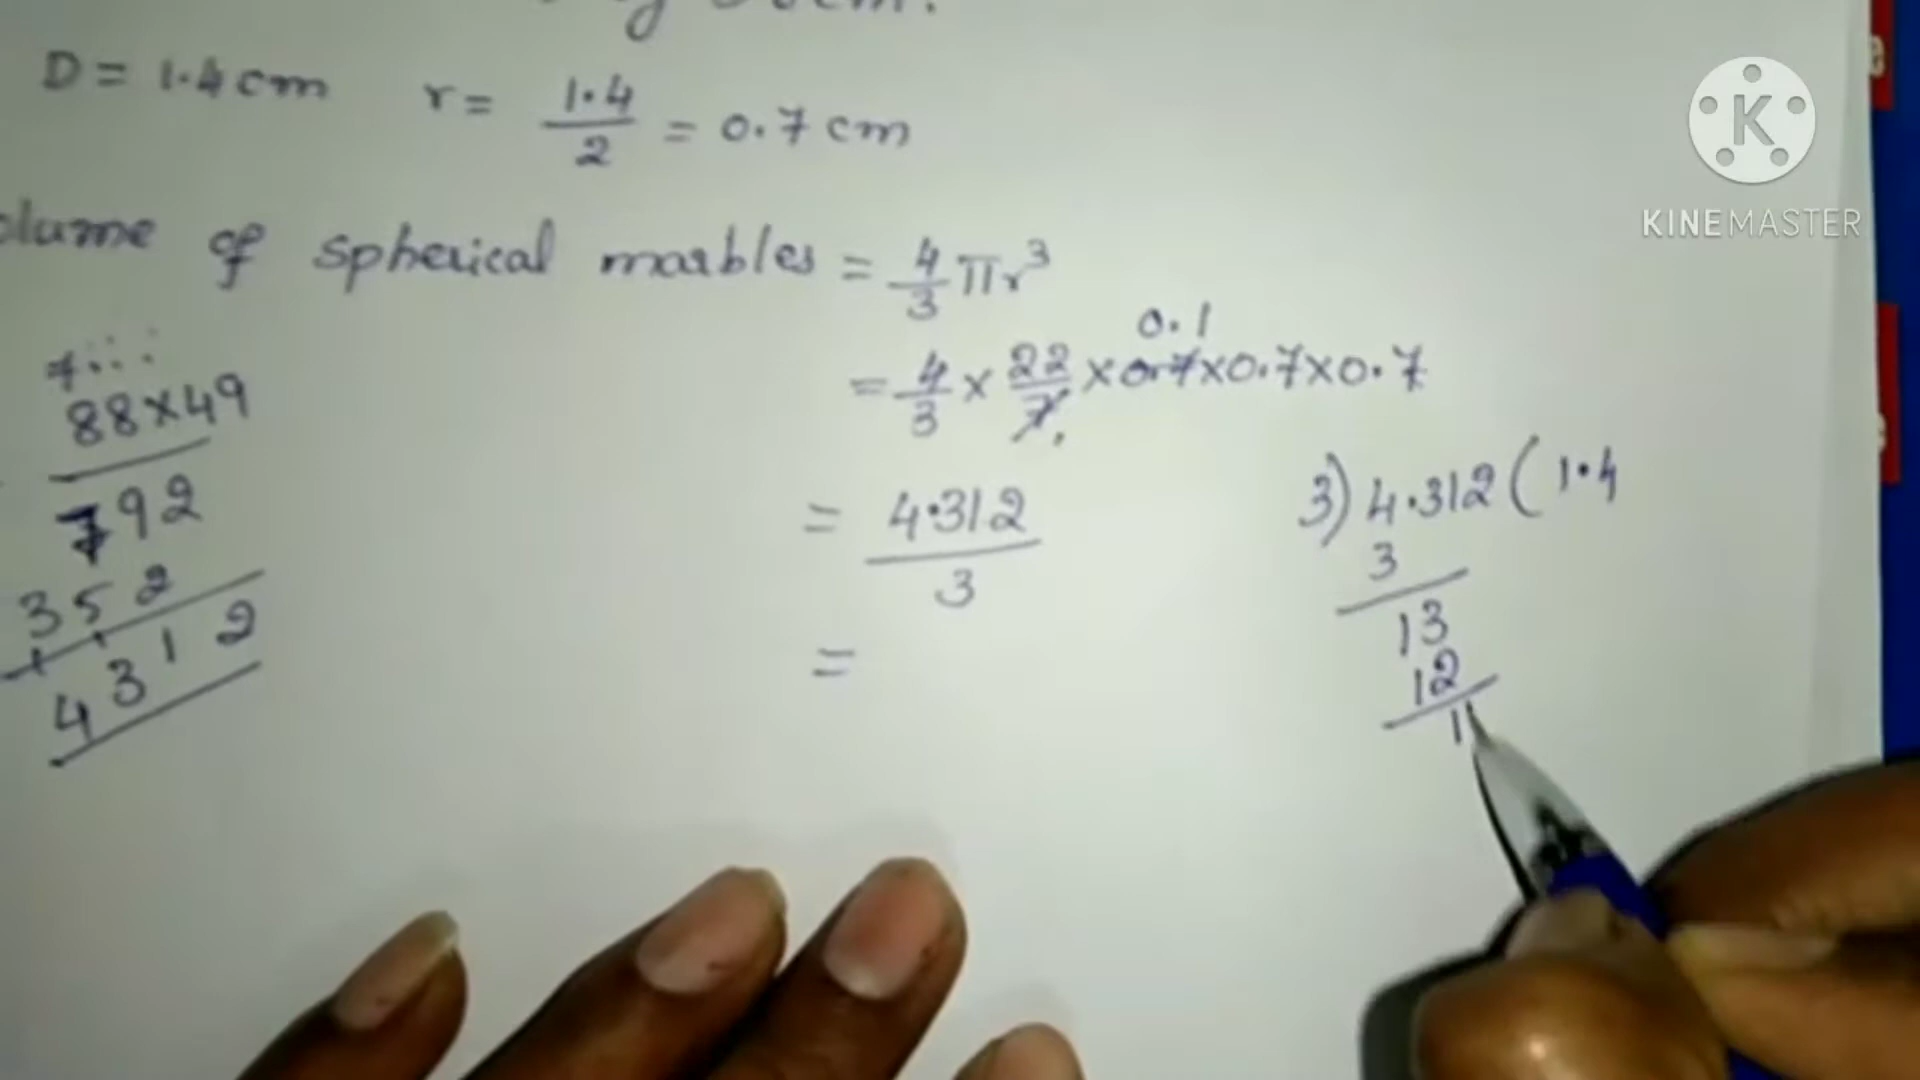 D = 1.4 cm r = 1.4/2 = 0.7 cm
of spherical marbles = 4/3 πr³
0.1
= 4/3 × 22/7 × 0.7 × 0.7 × 0.7
= 4.312/3
=
88×49
792
352
4312
3) 4.312 ( 1.4
3
13
12
11
K
KINEMASTER